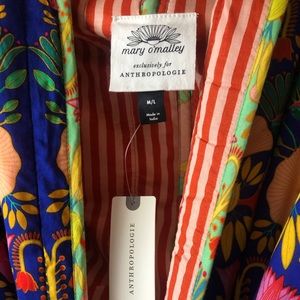 mary o'malley
exclusively for
ANTHROPOLOGIE
M/L
Made in
India
ANTHROPOLOGIE